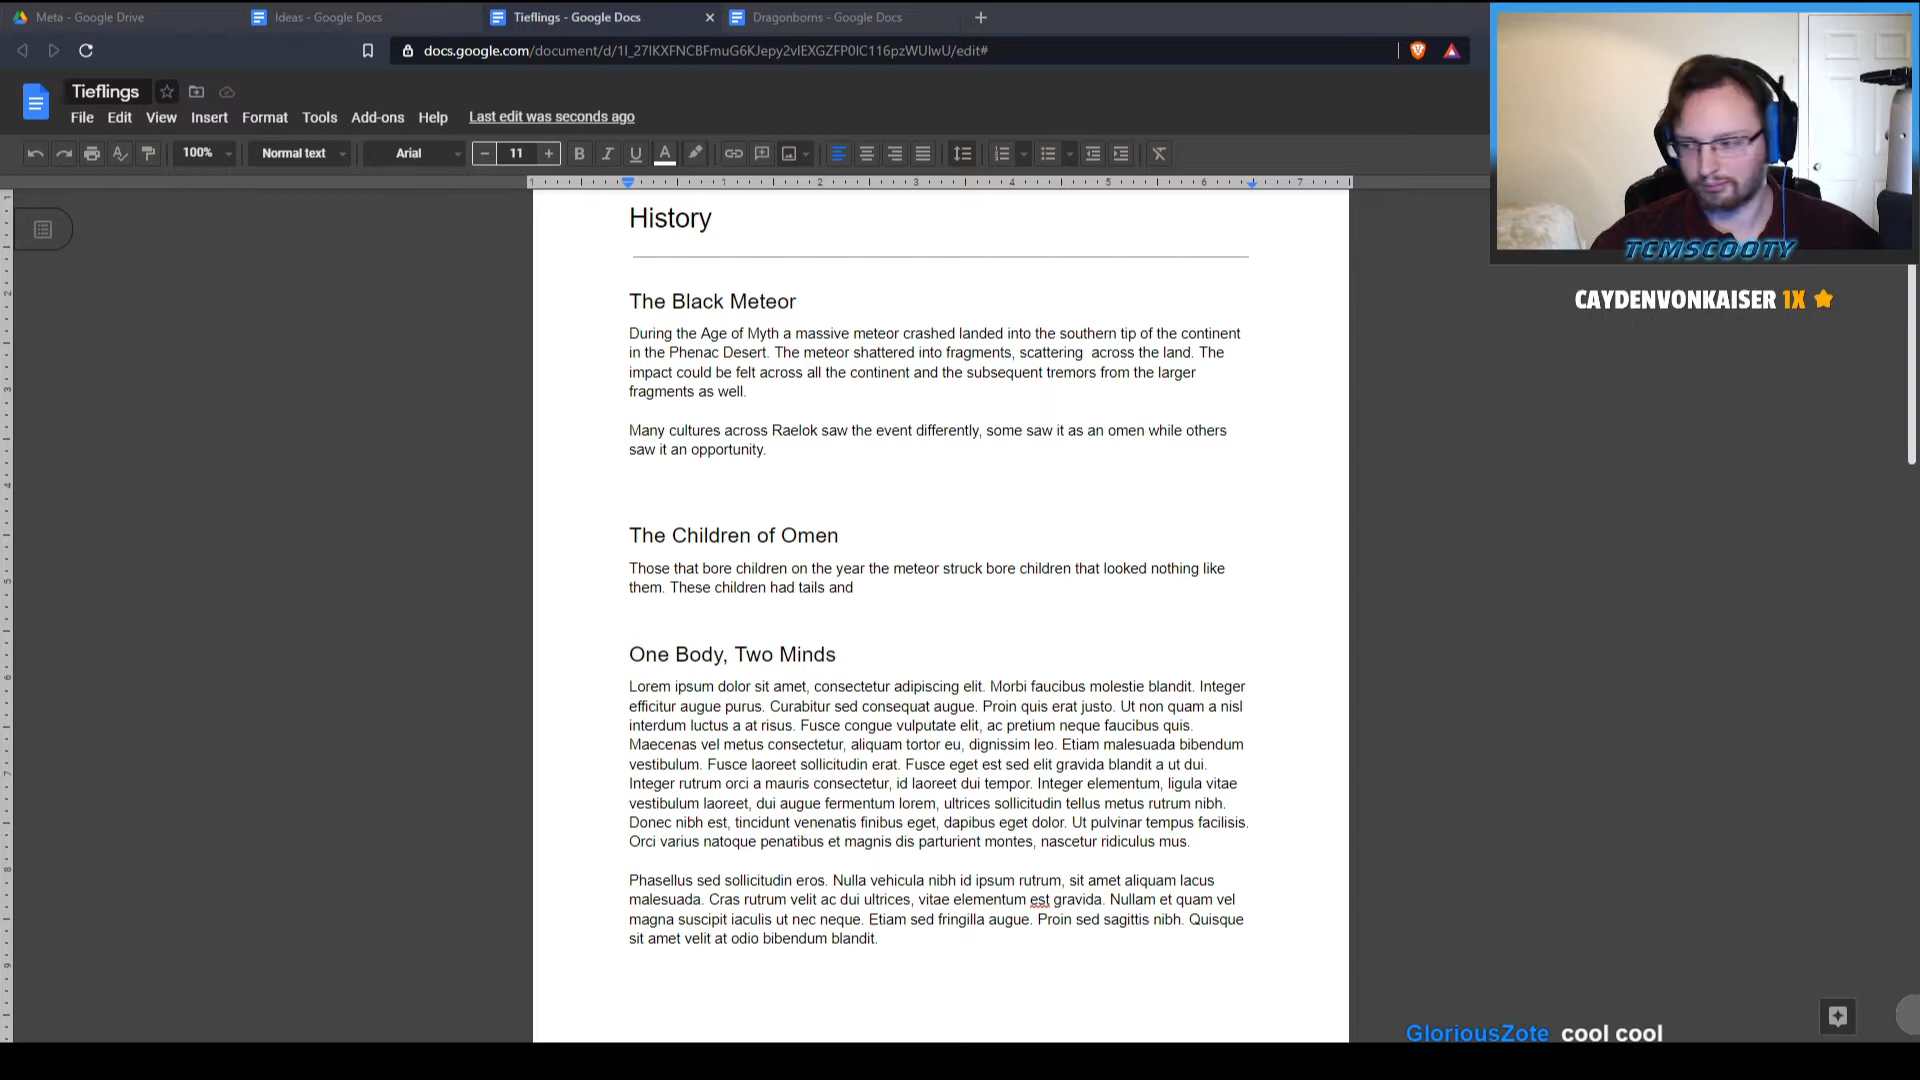 Meta - Google Drive
Ideas - Google Docs
Tieflings - Google Docs
Dragonborns - Google Docs
docs.google.com/document/d/1I_27IKXFNCBFmuG6KJepy2vIEXGZFP0IC116pzWUIwU/edit#
Tieflings
File Edit View Insert Format Tools Add-ons Help Last edit was seconds ago
100% Normal text Arial 11
1 1 2 3 4 5 6 7
History
The Black Meteor
During the Age of Myth a massive meteor crashed landed into the southern tip of the continent
in the Phenac Desert. The meteor shattered into fragments, scattering  across the land. The
impact could be felt across all the continent and the subsequent tremors from the larger
fragments as well.
Many cultures across Raelok saw the event differently, some saw it as an omen while others
saw it an opportunity.
The Children of Omen
Those that bore children on the year the meteor struck bore children that looked nothing like
them. These children had tails and
One Body, Two Minds
Lorem ipsum dolor sit amet, consectetur adipiscing elit. Morbi faucibus molestie blandit. Integer
efficitur augue purus. Curabitur sed consequat augue. Proin quis erat justo. Ut non quam a nisl
interdum luctus a at risus. Fusce congue vulputate elit, ac pretium neque faucibus quis.
Maecenas vel metus consectetur, aliquam tortor eu, dignissim leo. Etiam malesuada bibendum
vestibulum. Fusce laoreet sollicitudin erat. Fusce eget est sed elit gravida blandit a ut dui.
Integer rutrum orci a mauris consectetur, id laoreet dui tempor. Integer elementum, ligula vitae
vestibulum laoreet, dui augue fermentum lorem, ultrices sollicitudin tellus metus rutrum nibh.
Donec nibh est, tincidunt venenatis finibus eget, dapibus eget dolor. Ut pulvinar tempus facilisis.
Orci varius natoque penatibus et magnis dis parturient montes, nascetur ridiculus mus.
Phasellus sed sollicitudin eros. Nulla vehicula nibh id ipsum rutrum, sit amet aliquam lacus
malesuada. Cras rutrum velit ac dui ultrices, vitae elementum est gravida. Nullam et quam vel
magna suscipit iaculis ut nec neque. Etiam sed fringilla augue. Proin sed sagittis nibh. Quisque
sit amet velit at odio bibendum blandit.
TCMSCOOTY
CAYDENVONKAISER 1X
GloriousZote cool cool